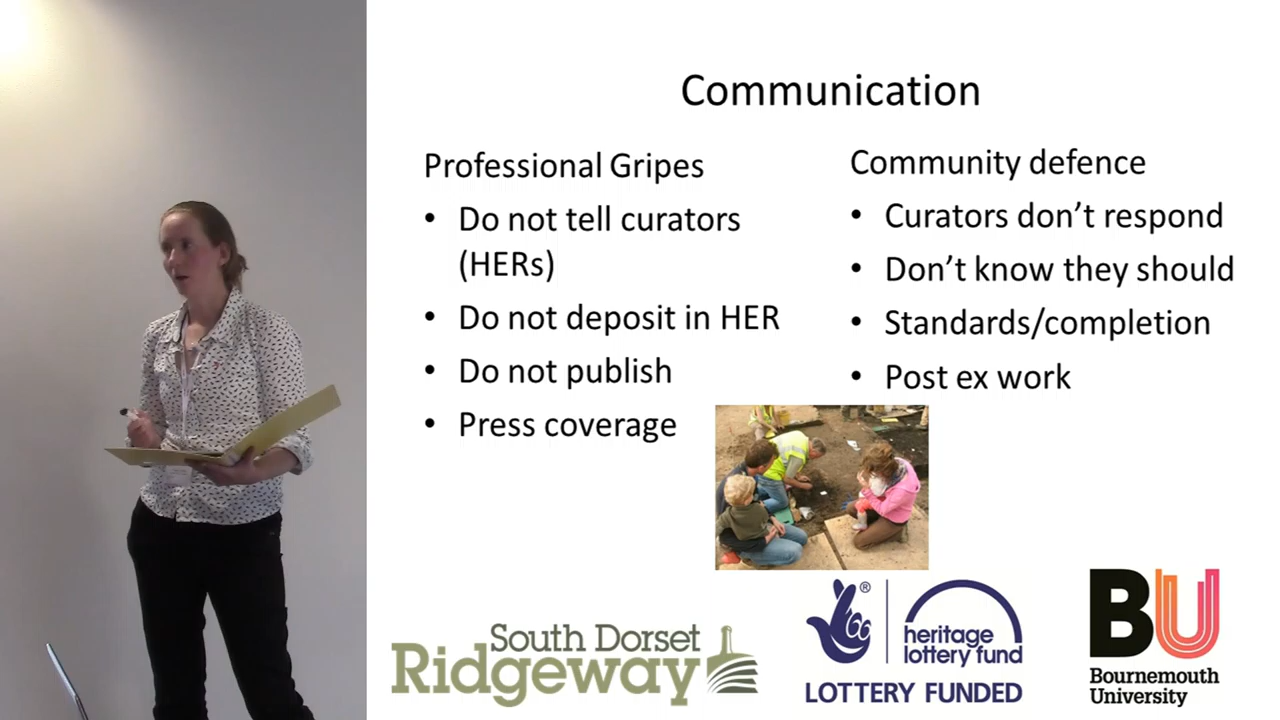 Communication
Professional Gripes
• Do not tell curators
(HERs)
• Do not deposit in HER
• Do not publish
• Press coverage
Community defence
• Curators don’t respond
• Don’t know they should
• Standards/completion
• Post ex work
South Dorset
Ridgeway
®
heritage
lottery fund
LOTTERY FUNDED
BU
Bournemouth
University